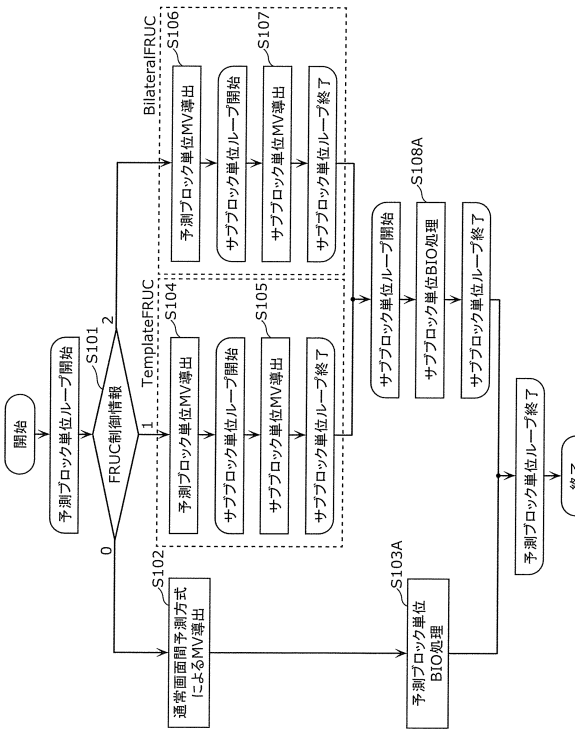 開始
予測ブロック単位ループ開始
S101
FRUC制御情報
0
1
2
S102
通常画面間予測方式
によるMV導出
TemplateFRUC
S104
予測ブロック単位MV導出
サブブロック単位ループ開始
S105
サブブロック単位MV導出
サブブロック単位ループ終了
BilateralFRUC
S106
予測ブロック単位MV導出
サブブロック単位ループ開始
S107
サブブロック単位MV導出
サブブロック単位ループ終了
S103A
予測ブロック単位
BIO処理
サブブロック単位ループ開始
S108A
サブブロック単位BIO処理
サブブロック単位ループ終了
予測ブロック単位ループ終了
終了